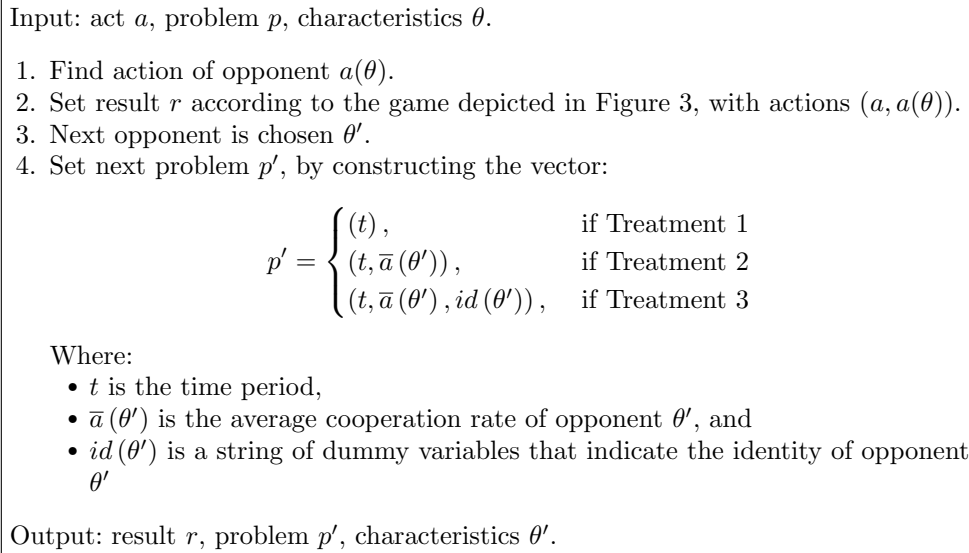 Input: act a, problem p, characteristics θ.
1. Find action of opponent a(θ).
2. Set result r according to the game depicted in Figure 3, with actions (a, a(θ)).
3. Next opponent is chosen θ′.
4. Set next problem p′, by constructing the vector:
p′ = { (t), if Treatment 1
(t, a̅ (θ′)), if Treatment 2
(t, a̅ (θ′), id (θ′)), if Treatment 3
Where:
• t is the time period,
• a̅ (θ′) is the average cooperation rate of opponent θ′, and
• id (θ′) is a string of dummy variables that indicate the identity of opponent
θ′
Output: result r, problem p′, characteristics θ′.